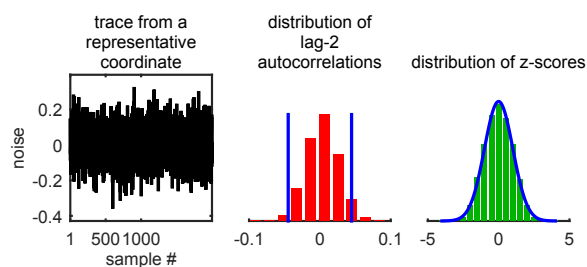 trace from a
representative
coordinate
distribution of
lag-2
autocorrelations
distribution of z-scores
noise
0.2
0
-0.2
-0.4
1 500 1000
sample #
-0.1 0 0.1
-5 0 5